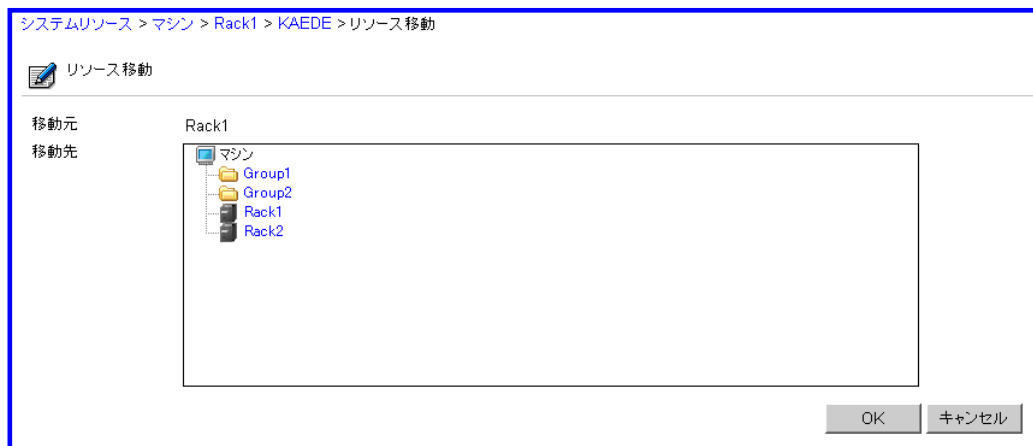 システムリソース > マシン > Rack1 > KAEDE >リソース移動
リソース移動
移動元 Rack1
移動先
マシン
Group1
Group2
Rack1
Rack2
OK キャンセル